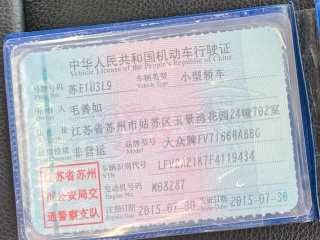 中华人民共和国机动车行驶证
Vehicle License of the People's Republic of China
号牌号码 苏E1U3L9 车辆类型 小型轿车
所有人 毛善如
住址 江苏省苏州市姑苏区玉景湾花园24幢702室
使用性质 非营运 品牌型号 大众牌FV7166BABBG
江苏省苏州
市公安局交
通警察支队
车辆识别代号
VIN
发动机号码 M08287
注册日期 2015-07-30 发证日期 2015-07-30